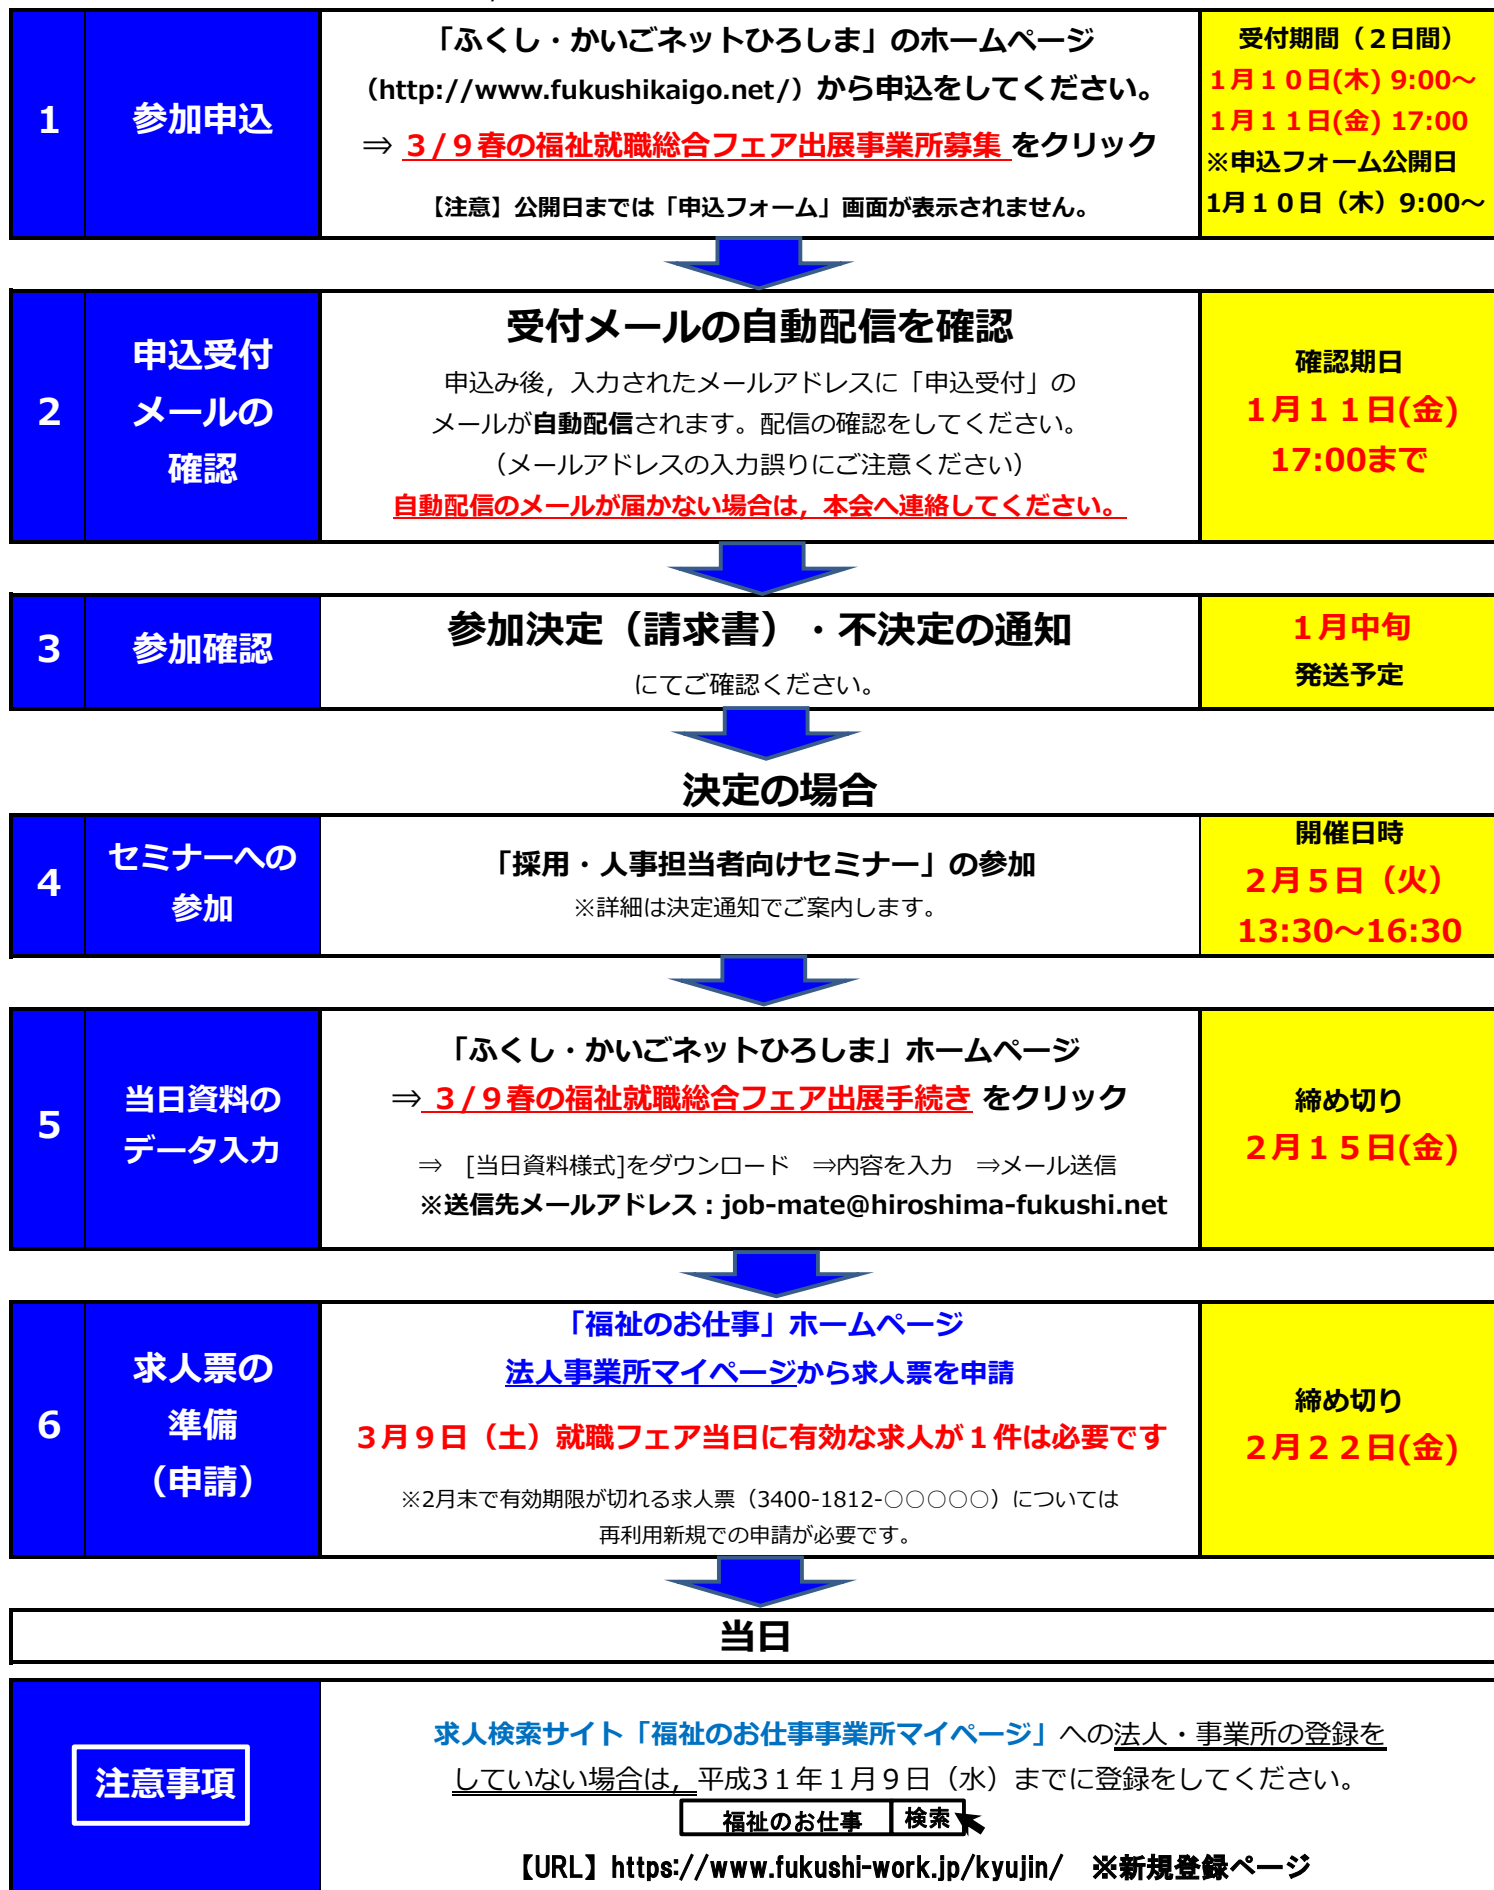 1
参加申込
「ふくし・かいごネットひろしま」のホームページ
（http://www.fukushikaigo.net/）から申込をしてください。
⇒ ３/９春の福祉就職総合フェア出展事業所募集 をクリック
【注意】公開日までは「申込フォーム」画面が表示されません。
受付期間（２日間）
１月１０日(木) 9:00～
１月１１日(金) 17:00
※申込フォーム公開日
1月１０日（木）9:00～
2
申込受付
メールの
確認
受付メールの自動配信を確認
申込み後，入力されたメールアドレスに「申込受付」の
メールが自動配信されます。配信の確認をしてください。
（メールアドレスの入力誤りにご注意ください）
自動配信のメールが届かない場合は，本会へ連絡してください。
確認期日
１月１１日(金)
17:00まで
3
参加確認
参加決定（請求書）・不決定の通知
にてご確認ください。
１月中旬
発送予定
決定の場合
4
セミナーへの
参加
「採用・人事担当者向けセミナー」の参加
※詳細は決定通知でご案内します。
開催日時
２月５日（火）
13:30～16:30
5
当日資料の
データ入力
「ふくし・かいごネットひろしま」ホームページ
⇒ ３/９春の福祉就職総合フェア出展手続き をクリック
⇒　[当日資料様式]をダウンロード　⇒内容を入力　⇒メール送信
※送信先メールアドレス：job-mate@hiroshima-fukushi.net
締め切り
２月１５日(金)
6
求人票の
準備
（申請）
「福祉のお仕事」ホームページ
法人事業所マイページから求人票を申請
３月９日（土）就職フェア当日に有効な求人が１件は必要です
※2月末で有効期限が切れる求人票（3400-1812-○○○○○）については
再利用新規での申請が必要です。
締め切り
２月２２日(金)
当日
注意事項
求人検索サイト「福祉のお仕事事業所マイページ」への法人・事業所の登録を
していない場合は，平成31年１月９日（水）までに登録をしてください。
福祉のお仕事 検索
【URL】https://www.fukushi-work.jp/kyujin/　※新規登録ページ